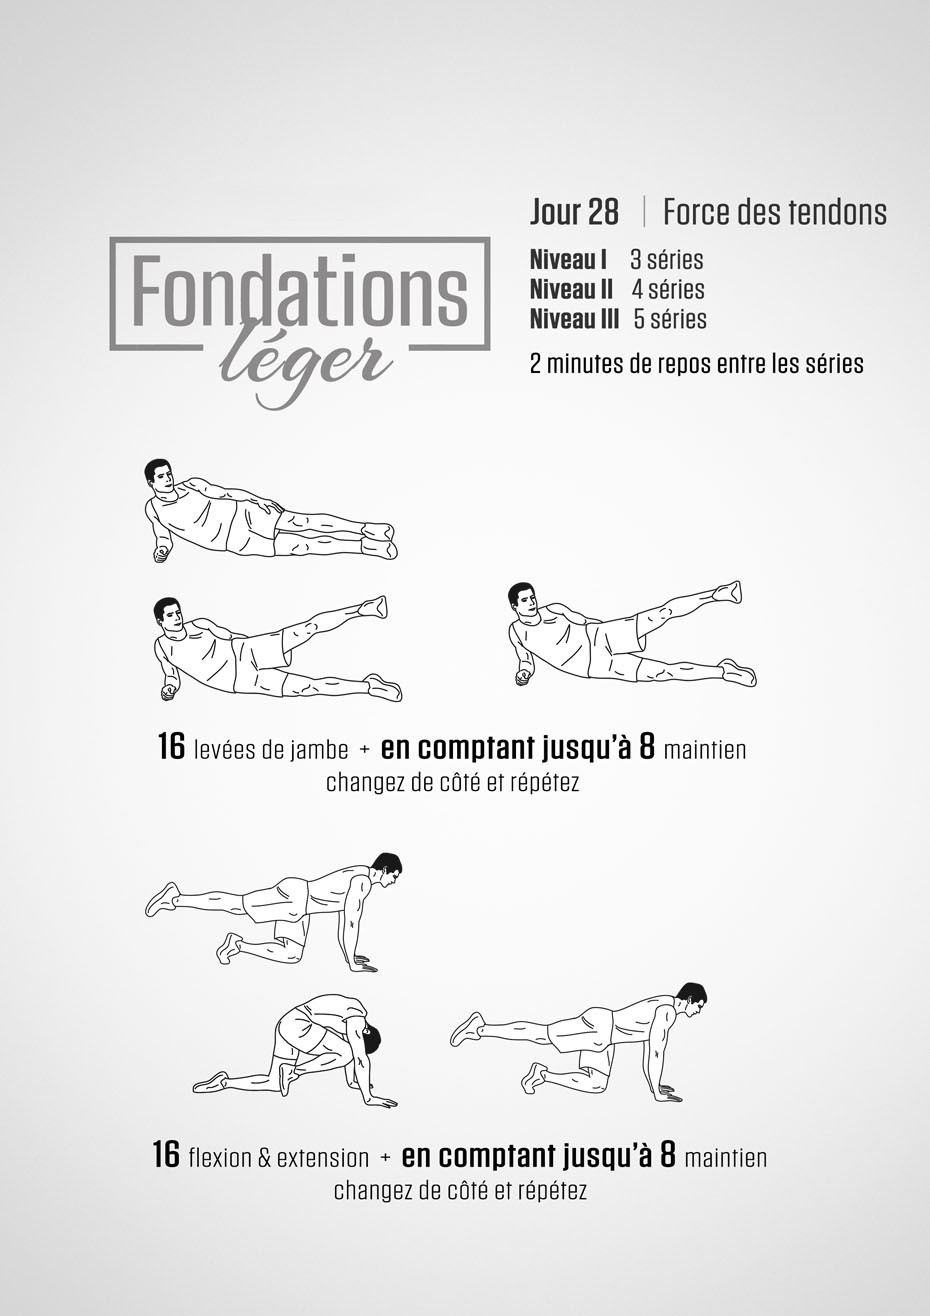 Fondations
léger
Jour 28 | Force des tendons
Niveau I 3 séries
Niveau II 4 séries
Niveau III 5 séries
2 minutes de repos entre les séries
16 levées de jambe + en comptant jusqu'à 8 maintien
changez de côté et répétez
16 flexion & extension + en comptant jusqu'à 8 maintien
changez de côté et répétez